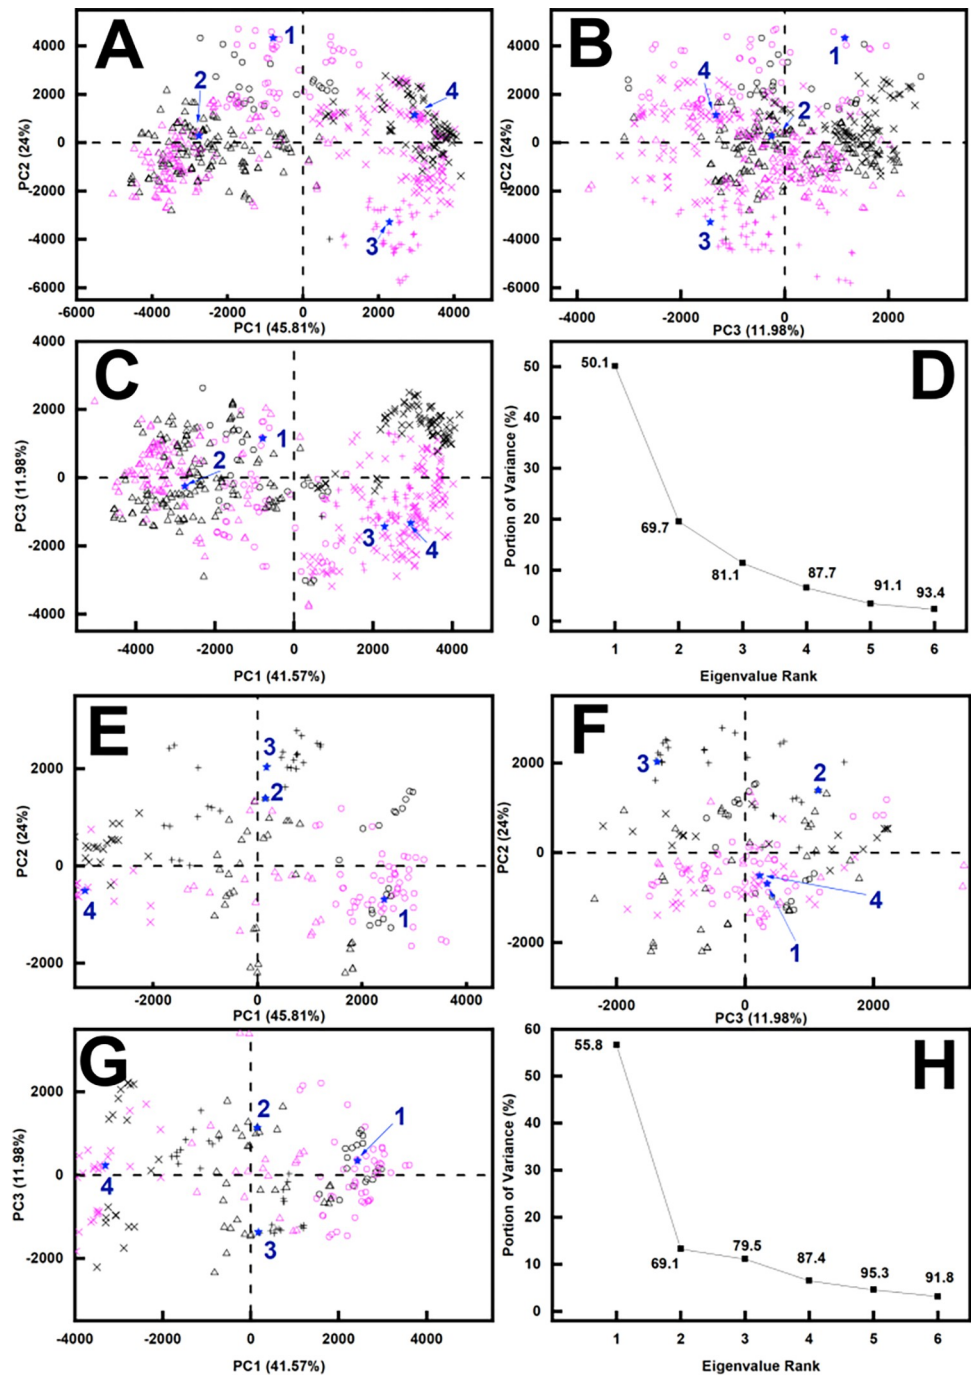 A
B
4000
2000
0
-2000
-4000
-6000
PC2 (24%)
1
2
3
4
-6000 -4000 -2000 0 2000 4000
PC1 (45.81%)
4000
2000
0
-2000
-4000
-6000
PC2 (24%)
1
2
3
4
-4000 -2000 0 2000
PC3 (11.98%)
C
4000
2000
0
-2000
-4000
PC3 (11.98%)
1
2
3
4
-4000 -2000 0 2000 4000
PC1 (41.57%)
D
50
40
30
20
10
0
Portion of Variance (%)
50.1
69.7
81.1
87.7
91.1
93.4
1 2 3 4 5 6
Eigenvalue Rank
E
2000
0
-2000
PC2 (24%)
3
2
4
1
-2000 0 2000 4000
PC1 (45.81%)
F
2000
0
-2000
PC2 (24%)
3
2
4
1
-2000 0 2000
PC3 (11.98%)
G
2000
0
-2000
PC3 (11.98%)
2
1
4
3
-4000 -2000 0 2000 4000
PC1 (41.57%)
H
60
50
40
30
20
10
0
Portion of Variance (%)
55.8
69.1
79.5
87.4
95.3
91.8
1 2 3 4 5 6
Eigenvalue Rank